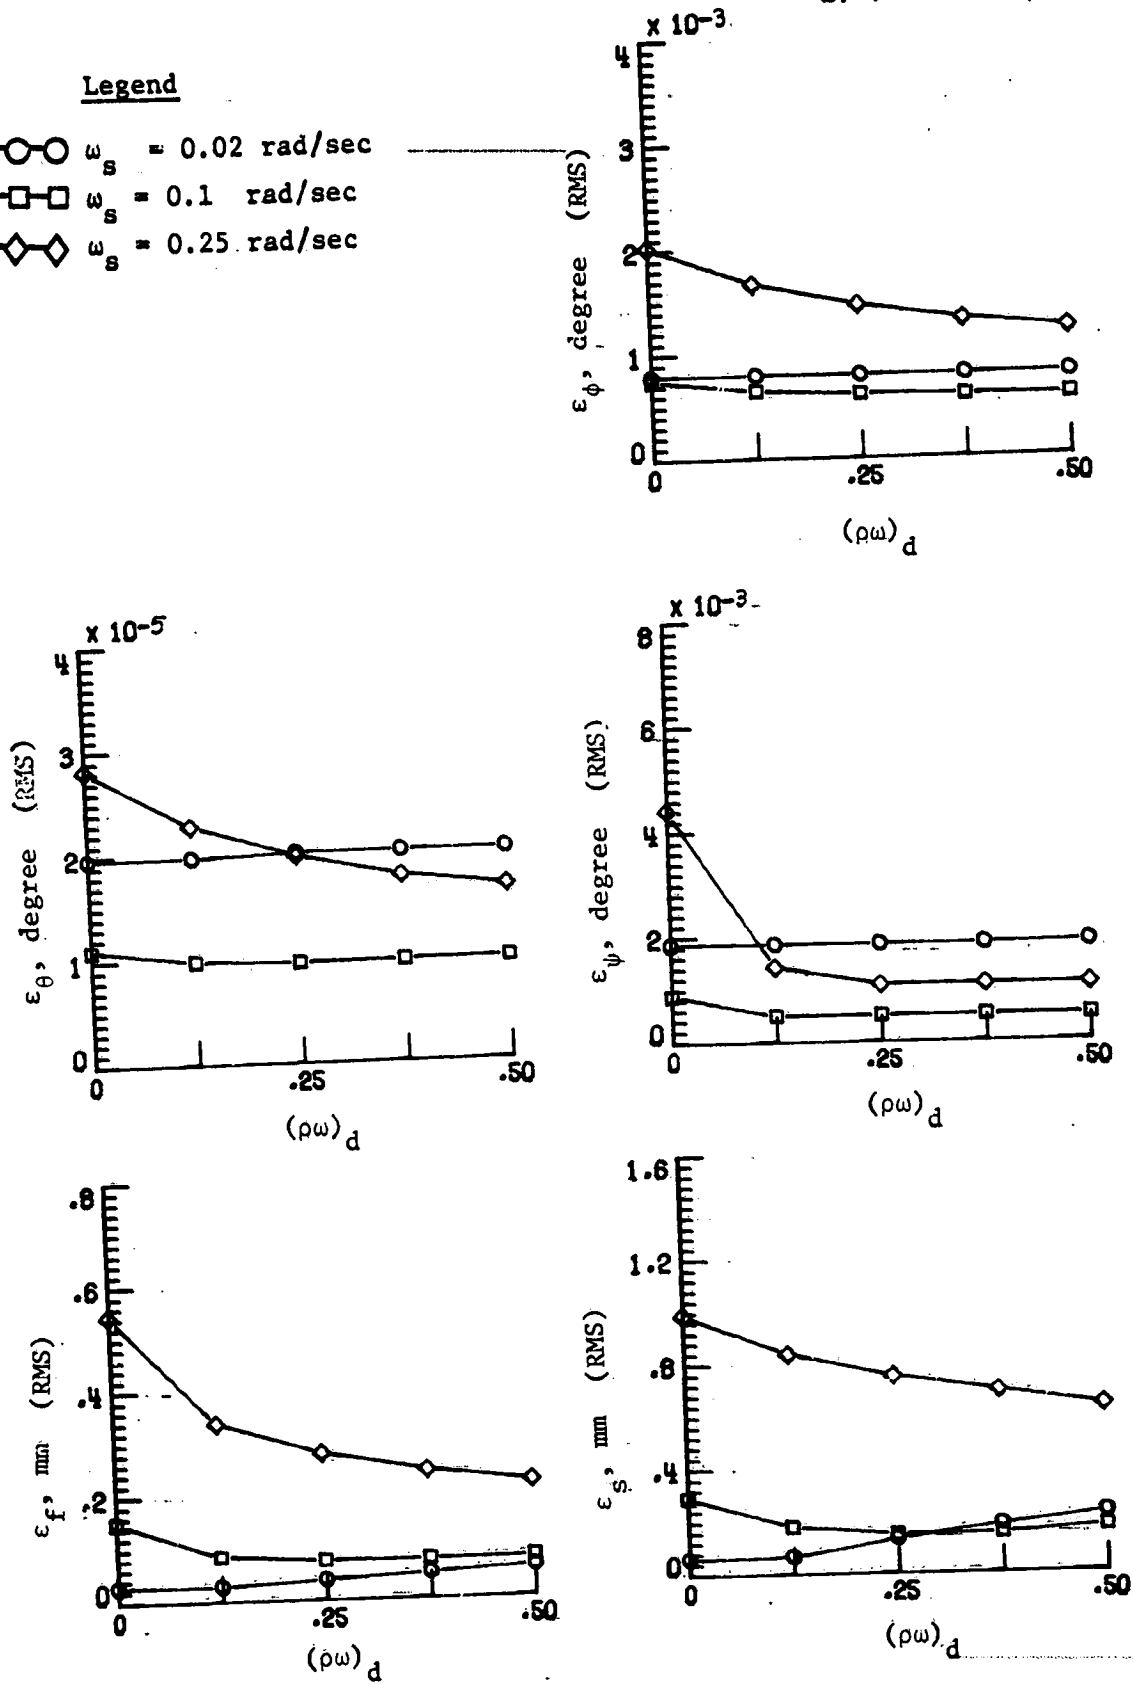 Legend
ω_s = 0.02 rad/sec
ω_s = 0.1 rad/sec
ω_s = 0.25 rad/sec
x 10-3
4
3
2
1
0
ε_ϕ, degree (RMS)
0
.25
.50
(ρω)_d
x 10-5
4
3
2
1
0
ε_θ, degree (RMS)
0
.25
.50
(ρω)_d
x 10-3
8
6
4
2
0
ε_ψ, degree (RMS)
0
.25
.50
(ρω)_d
.8
.6
.4
.2
0
ε_f, mm (RMS)
0
.25
.50
(ρω)_d
1.6
1.2
.8
.4
0
ε_s, mm (RMS)
0
.25
.50
(ρω)_d